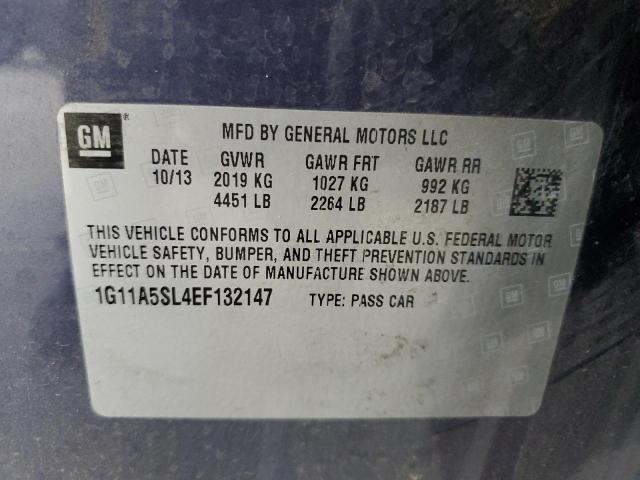 GM®
MFD BY GENERAL MOTORS LLC
DATE GVWR GAWR FRT GAWR RR
10/13 2019 KG 1027 KG 992 KG
4451 LB 2264 LB 2187 LB
THIS VEHICLE CONFORMS TO ALL APPLICABLE U.S. FEDERAL MOTOR
VEHICLE SAFETY, BUMPER, AND THEFT PREVENTION STANDARDS IN
EFFECT ON THE DATE OF MANUFACTURE SHOWN ABOVE.
1G11A5SL4EF132147 TYPE: PASS CAR